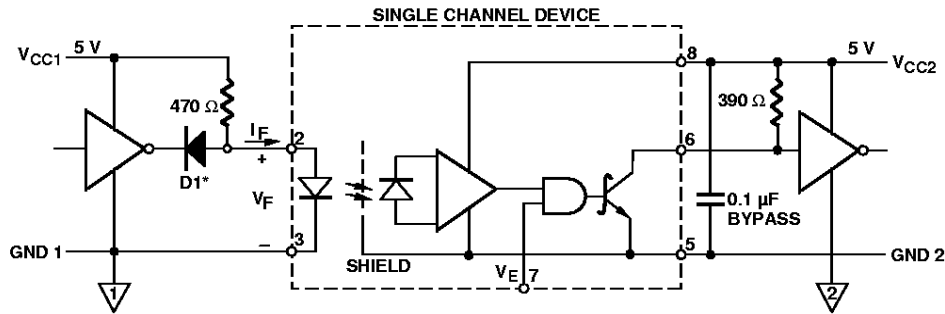 SINGLE CHANNEL DEVICE
VCC1
5 V
8
5 V
VCC2
470 Ω
390 Ω
IF
+
2
6
D1*
VF
0.1 µF
BYPASS
GND 1
–
3
SHIELD
VE
7
5
GND 2
1
2